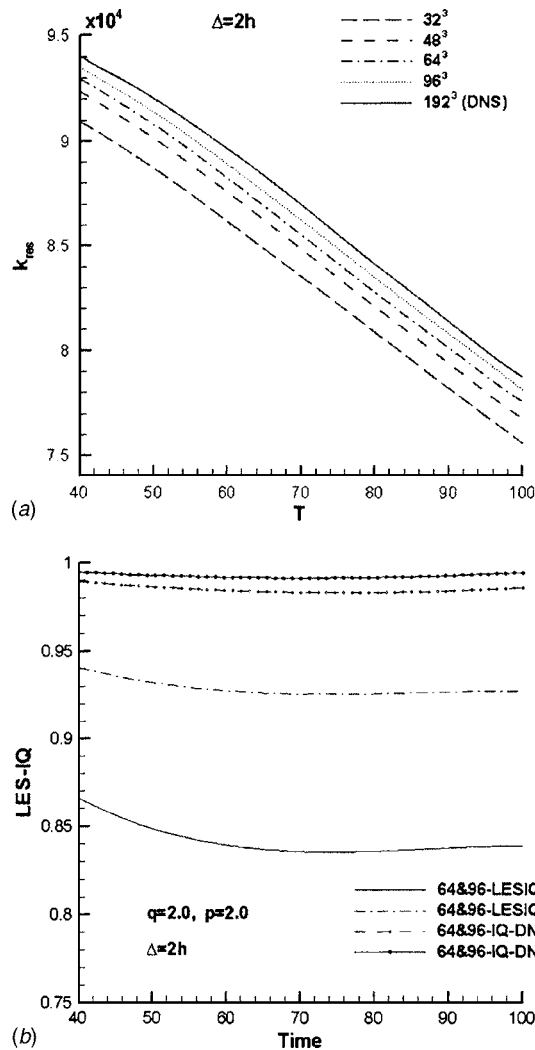 x10⁴
Δ=2h
32³
48³
64³
96³
192³ (DNS)
9.5
9
8.5
8
7.5
k_res
40
50
60
70
80
90
100
T
(a)
1
0.95
0.9
0.85
0.8
0.75
LES-IQ
q=2.0, p=2.0
Δ=2h
64&96-LESIQ
64&96-LESIQ
64&96-IQ-DN
64&96-IQ-DN
40
50
60
70
80
90
100
Time
(b)